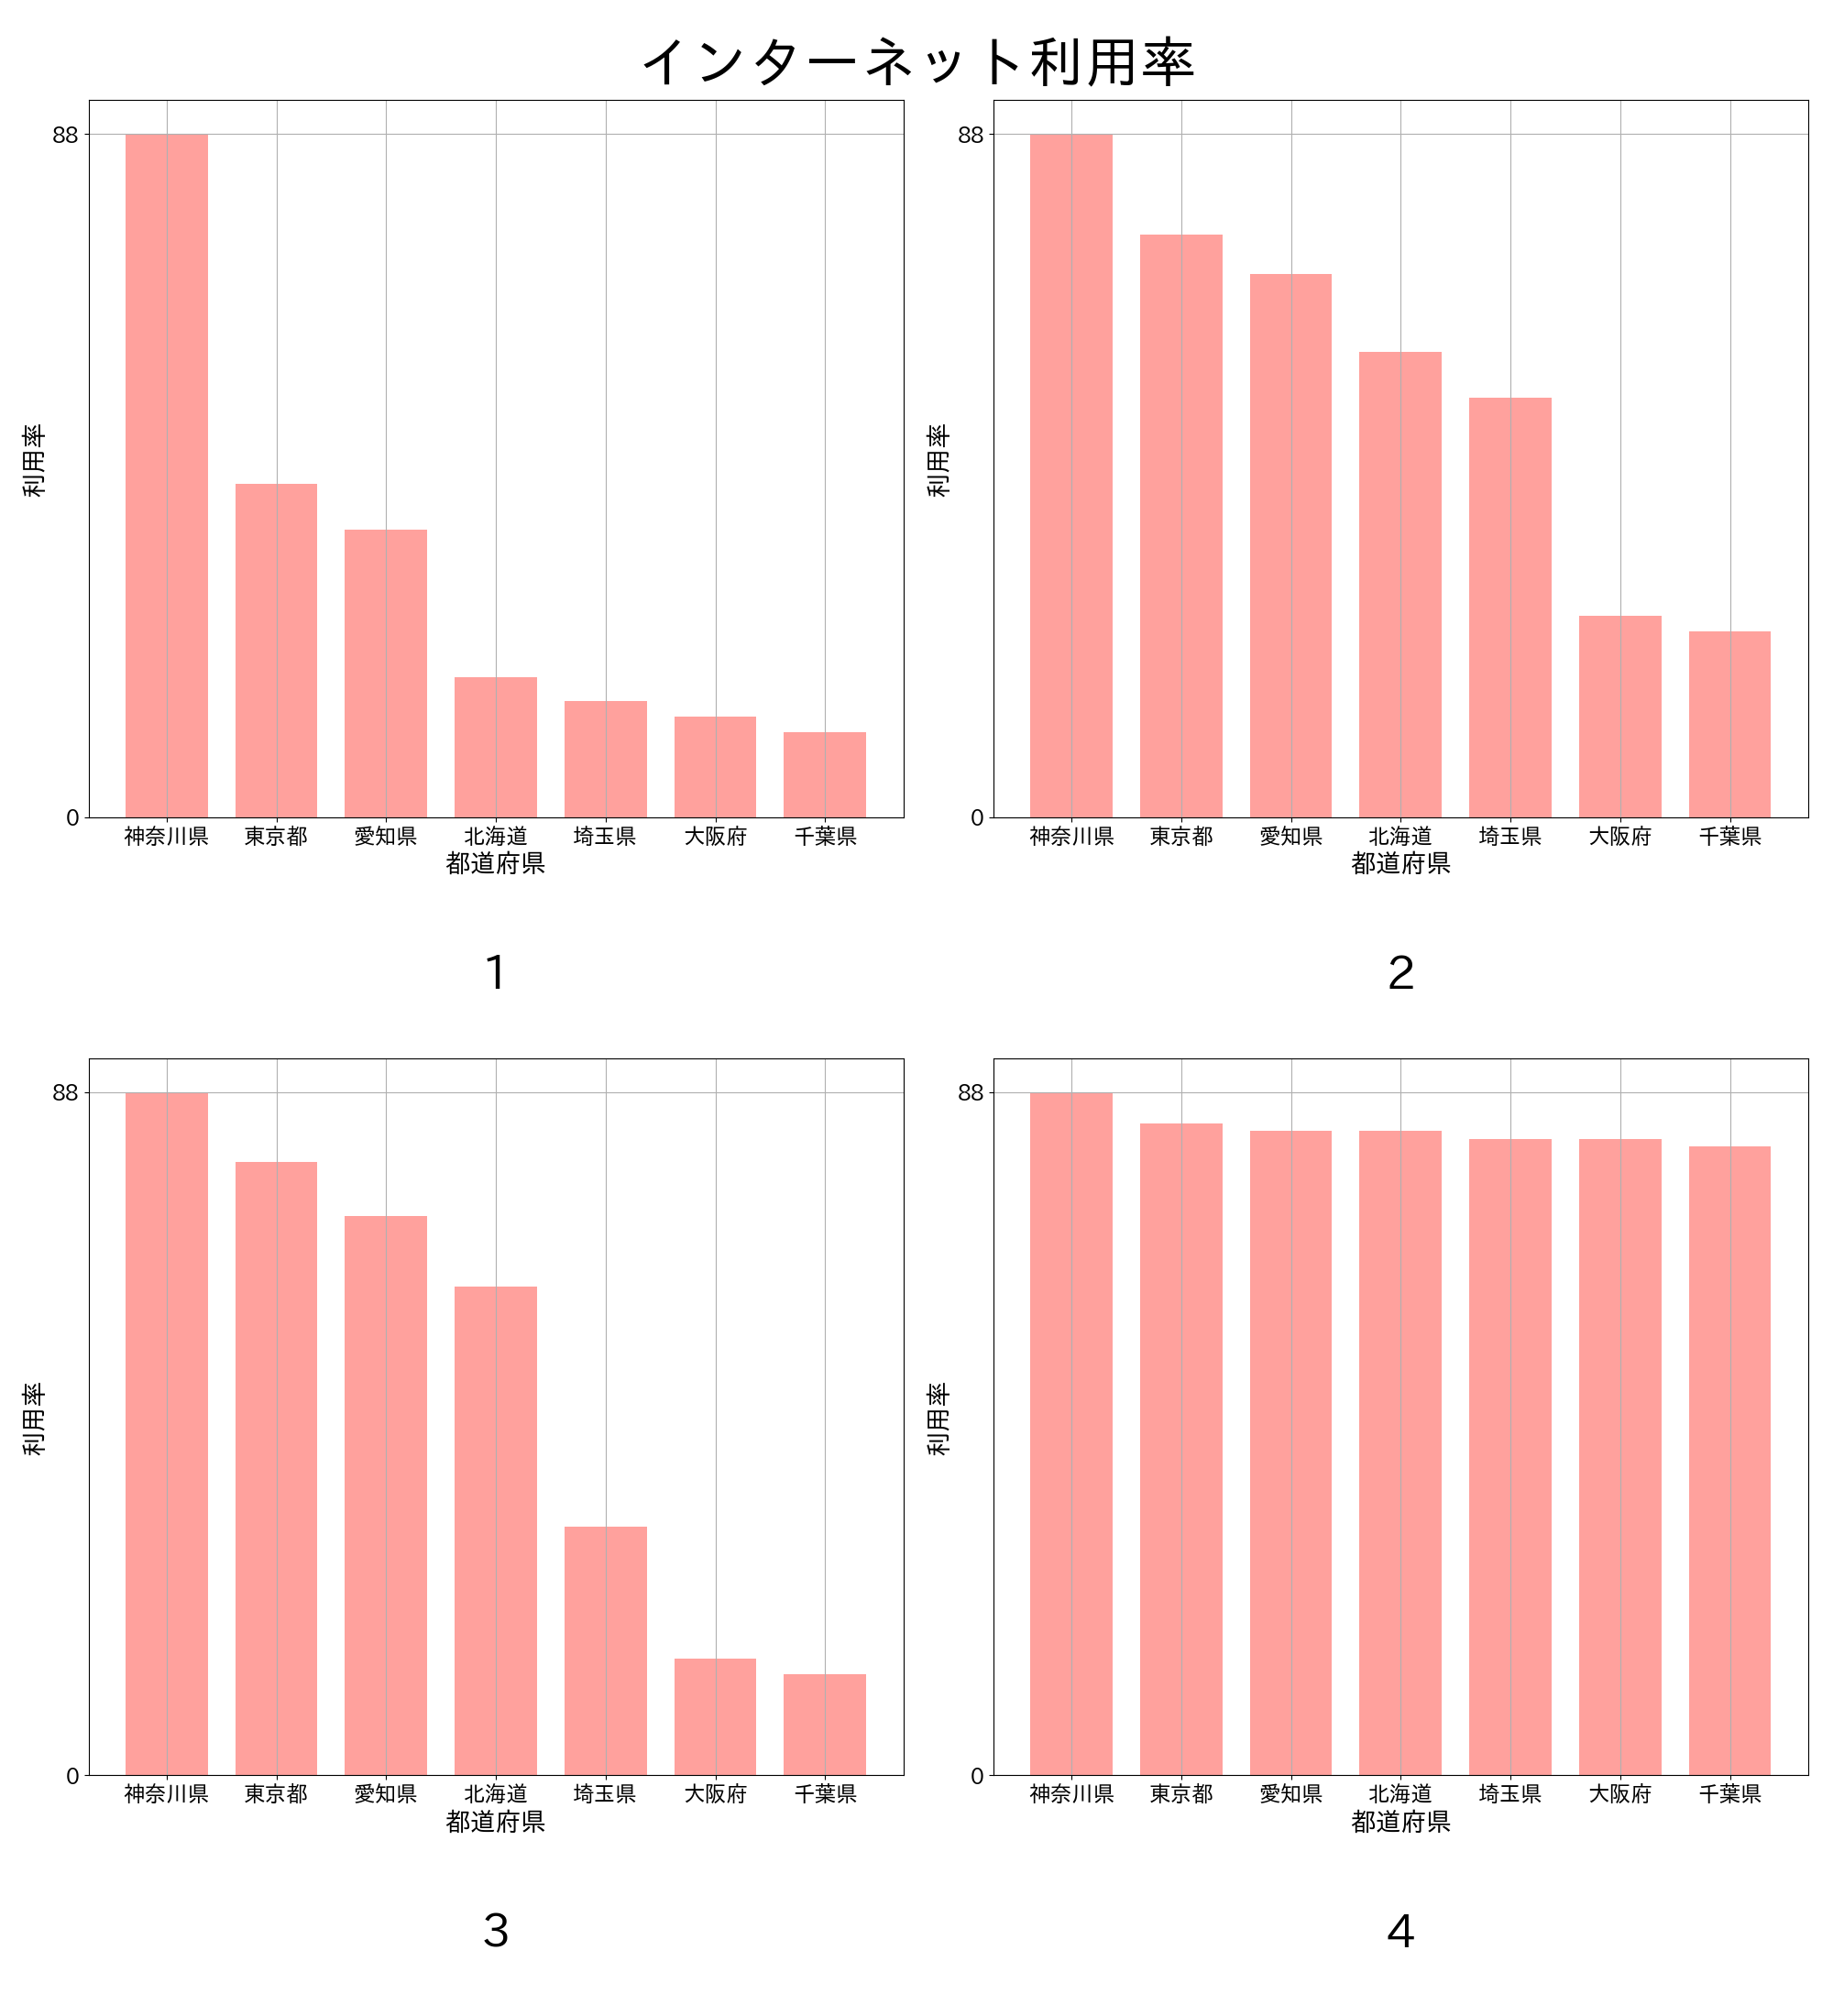 インターネット利用率
88
0
利用率
神奈川県 東京都 愛知県 北海道 埼玉県 大阪府 千葉県
都道府県
1
88
0
利用率
神奈川県 東京都 愛知県 北海道 埼玉県 大阪府 千葉県
都道府県
2
88
0
利用率
神奈川県 東京都 愛知県 北海道 埼玉県 大阪府 千葉県
都道府県
3
88
0
利用率
神奈川県 東京都 愛知県 北海道 埼玉県 大阪府 千葉県
都道府県
4